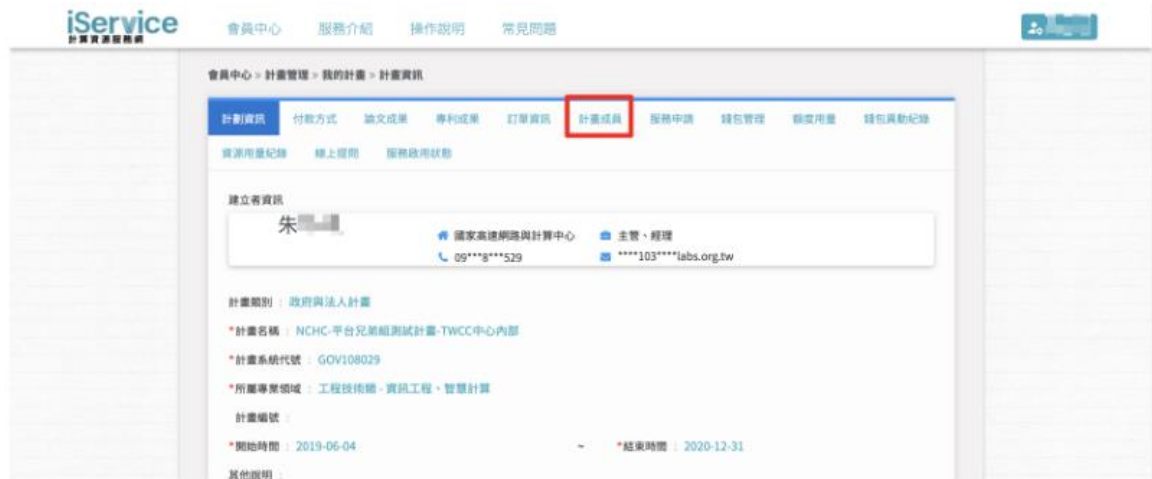 iService
計算資源服務網
會員中心 服務介紹 操作說明 常見問題
會員中心 » 計畫管理 » 我的計畫 » 計畫資訊
計劃資訊 付款方式 論文成果 專利成果 訂單資訊 計畫成員 服務申請 錢包管理 額度用量 錢包異動紀錄
資源用量紀錄 線上提問 服務啟用狀態
建立者資訊
朱
國家高速網路與計算中心 主管、經理
09***8***529 ****103****labs.org.tw
計畫類別 : 政府與法人計畫
*計畫名稱 : NCHC-平台兄弟組測試計畫-TWCC中心內部
*計畫系統代號 : GOV108029
*所屬專業領域 : 工程技術類 - 資訊工程、智慧計算
計畫編號 :
*開始時間 : 2019-06-04 ~ *結束時間 : 2020-12-31
其他說明 :